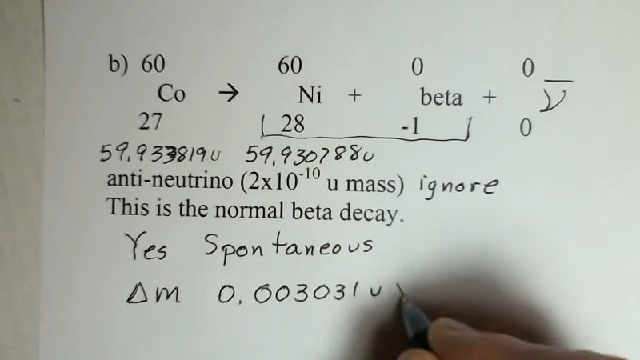 b) 60 60 0 0
Co → Ni + beta + ν
27 28 -1 0
59.933819u 59.930788u
anti-neutrino (2x10⁻¹⁰ u mass) ignore
This is the normal beta decay.
Yes Spontaneous
Δm 0.003031u